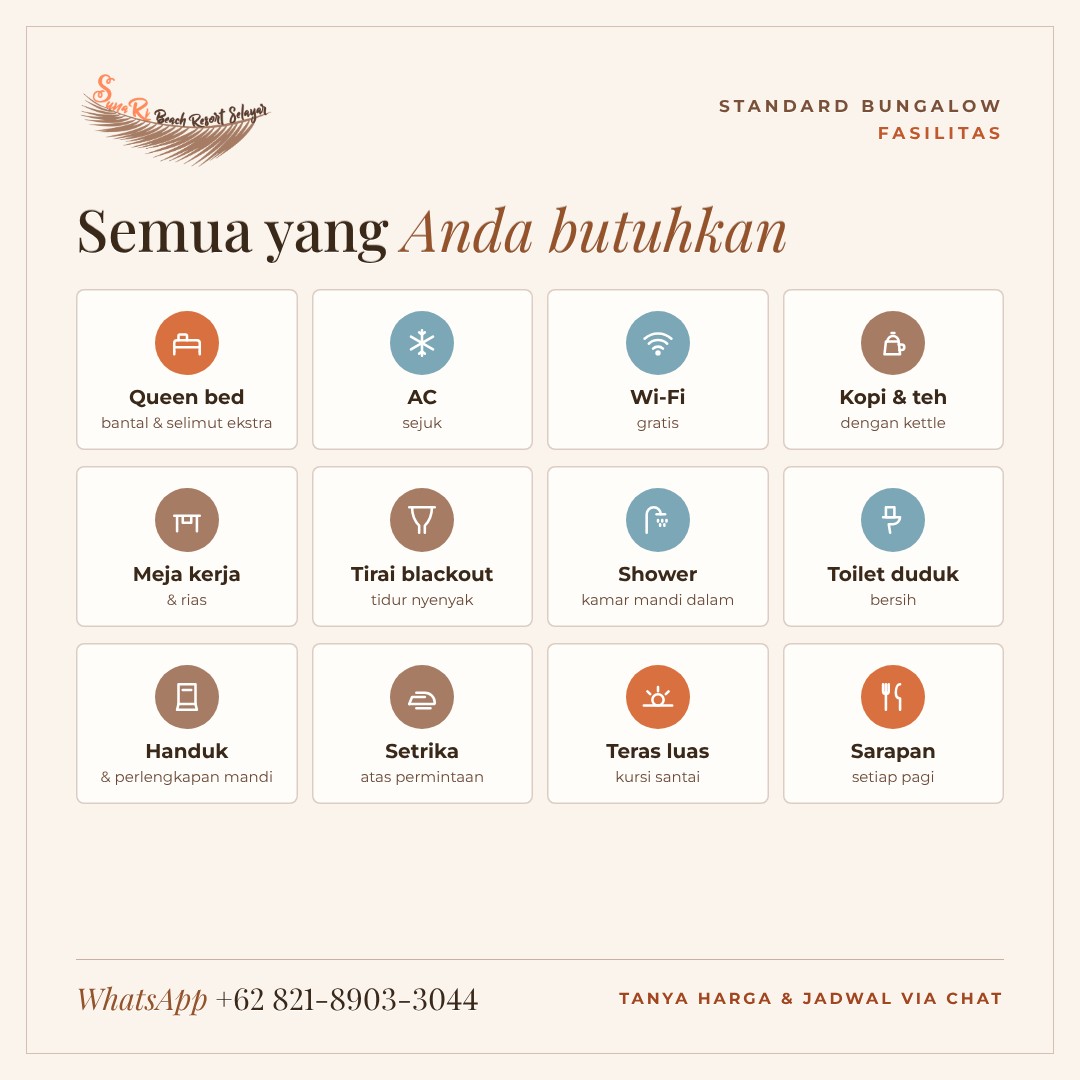 SunaRi Beach Resort Selayar
STANDARD BUNGALOW
FASILITAS
Semua yang Anda butuhkan
Queen bed
bantal & selimut ekstra
AC
sejuk
Wi-Fi
gratis
Kopi & teh
dengan kettle
Meja kerja
& rias
Tirai blackout
tidur nyenyak
Shower
kamar mandi dalam
Toilet duduk
bersih
Handuk
& perlengkapan mandi
Setrika
atas permintaan
Teras luas
kursi santai
Sarapan
setiap pagi
WhatsApp +62 821-8903-3044
TANYA HARGA & JADWAL VIA CHAT